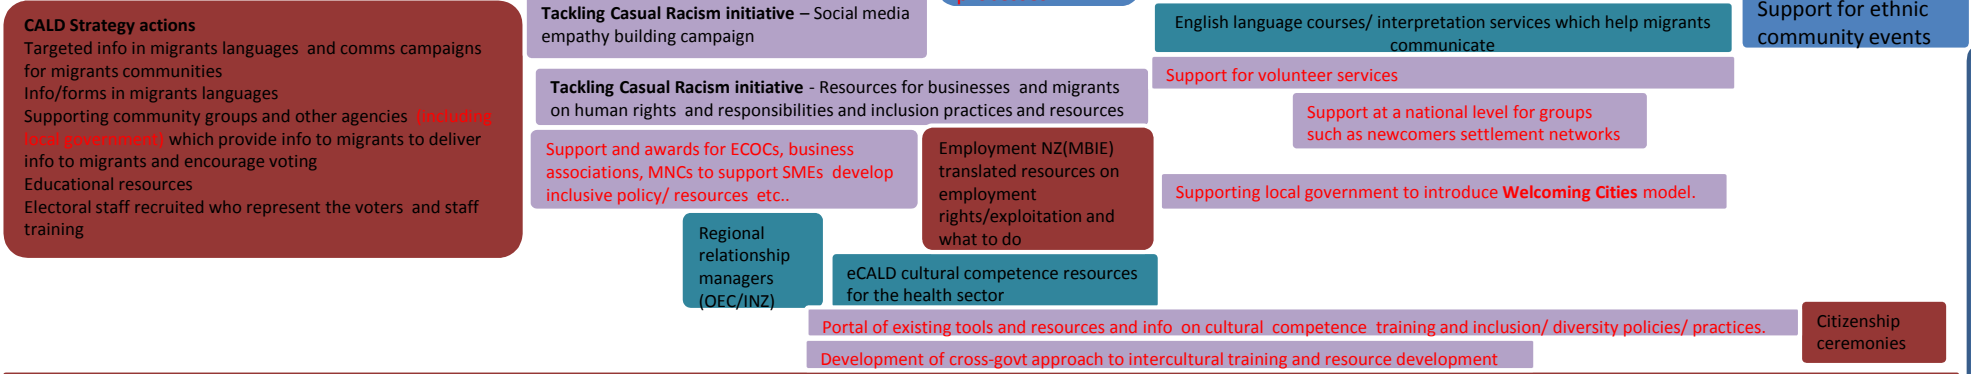 CALD Strategy actions
Targeted info in migrants languages and comms campaigns
for migrants communities
Info/forms in migrants languages
Supporting community groups and other agencies (including
local government) which provide info to migrants to deliver
info to migrants and encourage voting
Educational resources
Electoral staff recruited who represent the voters and staff
training
Tackling Casual Racism initiative – Social media
empathy building campaign
Tackling Casual Racism initiative - Resources for businesses and migrants
on human rights and responsibilities and inclusion practices and resources
Support and awards for ECOCs, business
associations, MNCs to support SMEs develop
inclusive policy/ resources etc..
Employment NZ(MBIE)
translated resources on
employment
rights/exploitation and
what to do
Regional
relationship
managers
(OEC/INZ)
eCALD cultural competence resources
for the health sector
English language courses/ interpretation services which help migrants
communicate
Support for volunteer services
Support at a national level for groups
such as newcomers settlement networks
Supporting local government to introduce Welcoming Cities model.
Support for ethnic
community events
Portal of existing tools and resources and info on cultural competence training and inclusion/ diversity policies/ practices.
Development of cross-govt approach to intercultural training and resource development
Citizenship
ceremonies